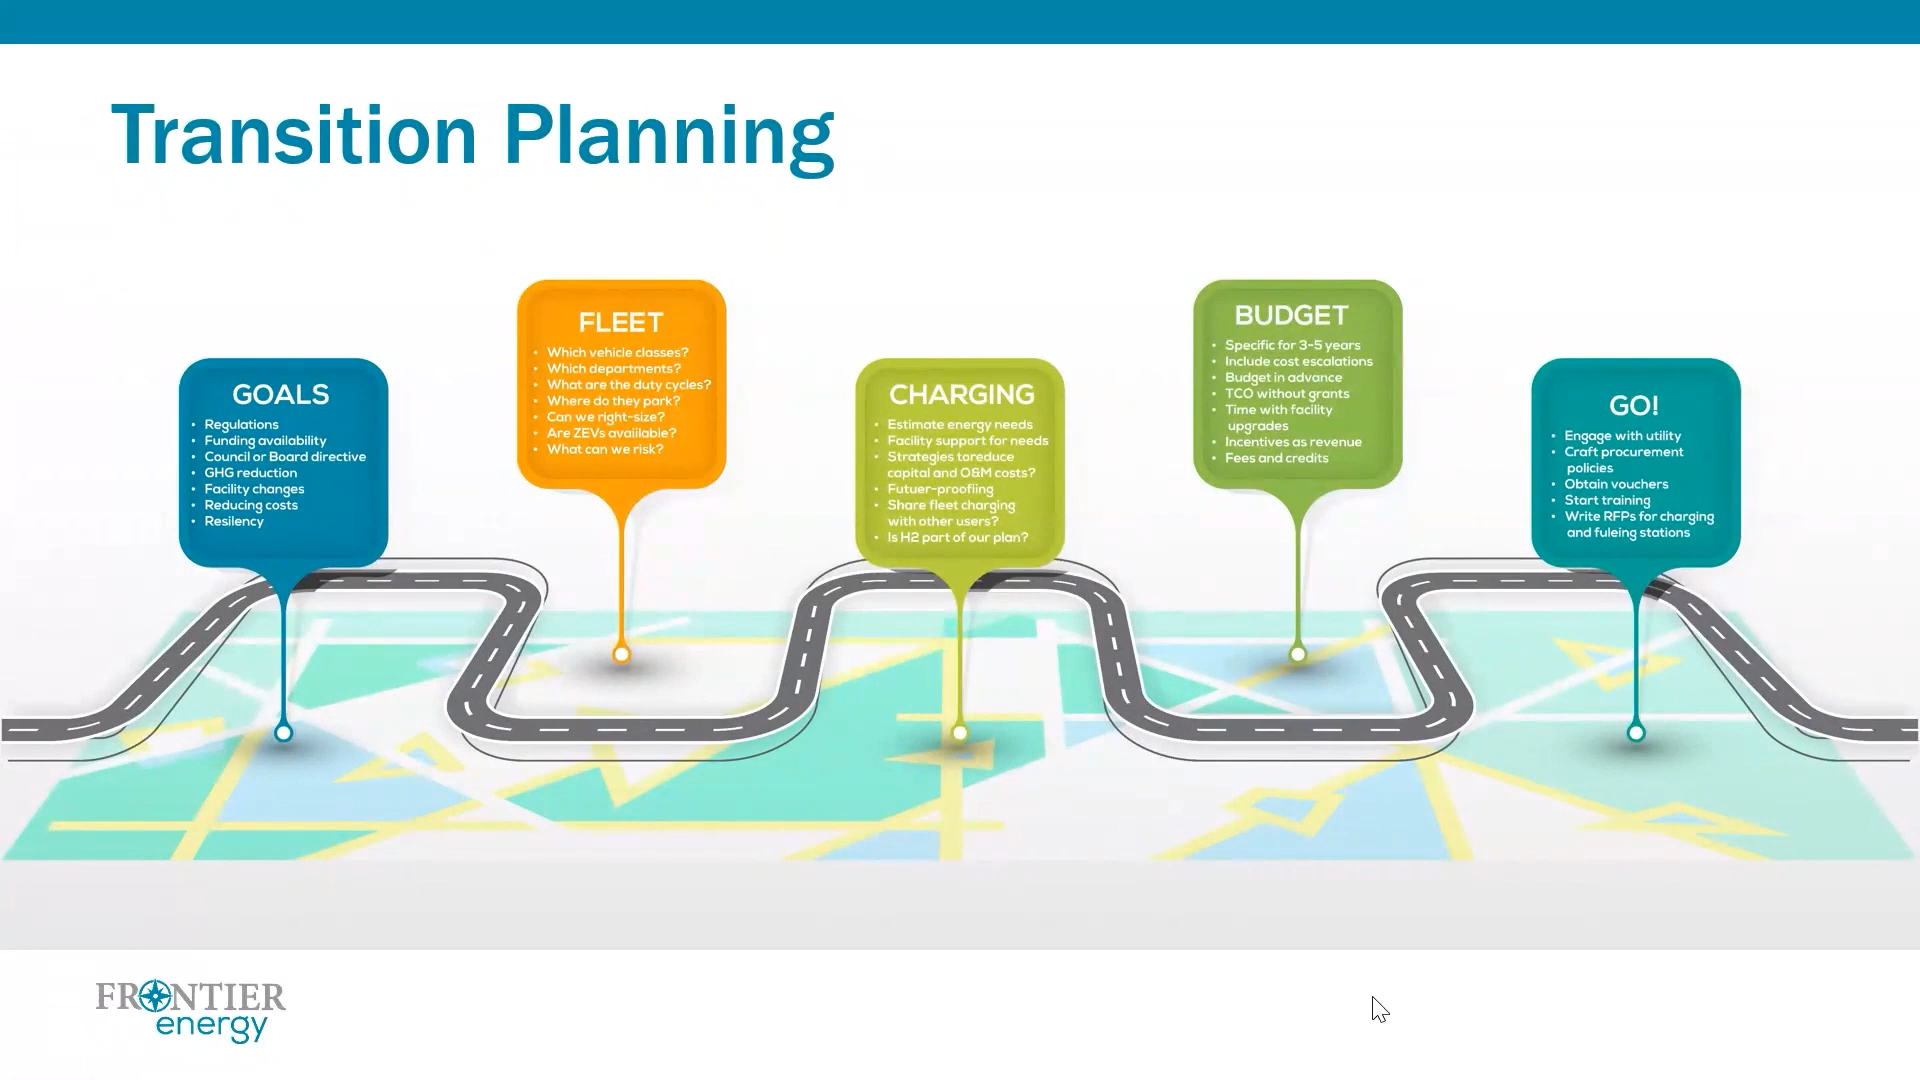 Transition Planning
GOALS
• Regulations
• Funding availability
• Council or Board directive
• GHG reduction
• Facility changes
• Reducing costs
• Resilency
FLEET
• Which vehicle classes?
• Which departments?
• What are the duty cycles?
• Where do they park?
• Can we right-size?
• Are ZEVs avaiilable?
• What can we risk?
CHARGING
• Estimate energy needs
• Facility support for needs
• Strategies toreduce
capital and O&M costs?
• Futuer-proofiing
• Share fleet charging
with other users?
• Is H2 part of our plan?
BUDGET
• Specific for 3-5 years
• Include cost escalations
• Budget in advance
• TCO without grants
• Time with facility
upgrades
• Incentives as revenue
• Fees and credits
GO!
• Engage with utility
• Craft procurement
policies
• Obtain vouchers
• Start training
• Write RFPs for charging
and fuleing stations
FRONTIER
energy